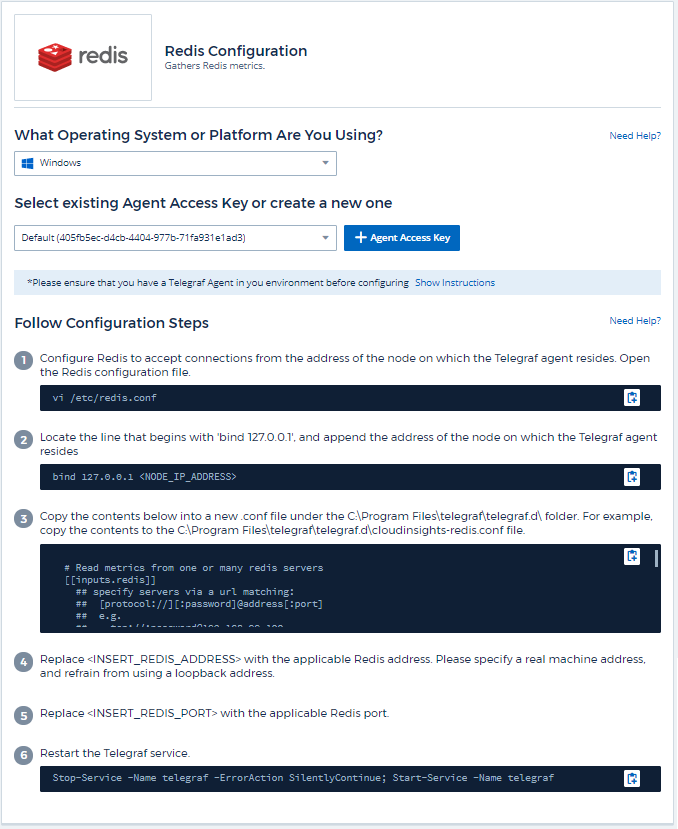 redis
Redis Configuration
Gathers Redis metrics.
What Operating System or Platform Are You Using?
Need Help?
Windows
Select existing Agent Access Key or create a new one
Default (405fb5ec-d4cb-4404-977b-71fa931e1ad3)
+ Agent Access Key
*Please ensure that you have a Telegraf Agent in you environment before configuring Show Instructions
Follow Configuration Steps
Need Help?
1 Configure Redis to accept connections from the address of the node on which the Telegraf agent resides. Open
the Redis configuration file.
vi /etc/redis.conf
2 Locate the line that begins with 'bind 127.0.0.1', and append the address of the node on which the Telegraf agent
resides
bind 127.0.0.1 <NODE_IP_ADDRESS>
3 Copy the contents below into a new .conf file under the C:\Program Files\telegraf\telegraf.d\ folder. For example,
copy the contents to the C:\Program Files\telegraf\telegraf.d\cloudinsights-redis.conf file.
# Read metrics from one or many redis servers
[[inputs.redis]]
## specify servers via a url matching:
## [protocol://][:password]@address[:port]
## e.g.
4 Replace <INSERT_REDIS_ADDRESS> with the applicable Redis address. Please specify a real machine address,
and refrain from using a loopback address.
5 Replace <INSERT_REDIS_PORT> with the applicable Redis port.
6 Restart the Telegraf service.
Stop-Service -Name telegraf -ErrorAction SilentlyContinue; Start-Service -Name telegraf